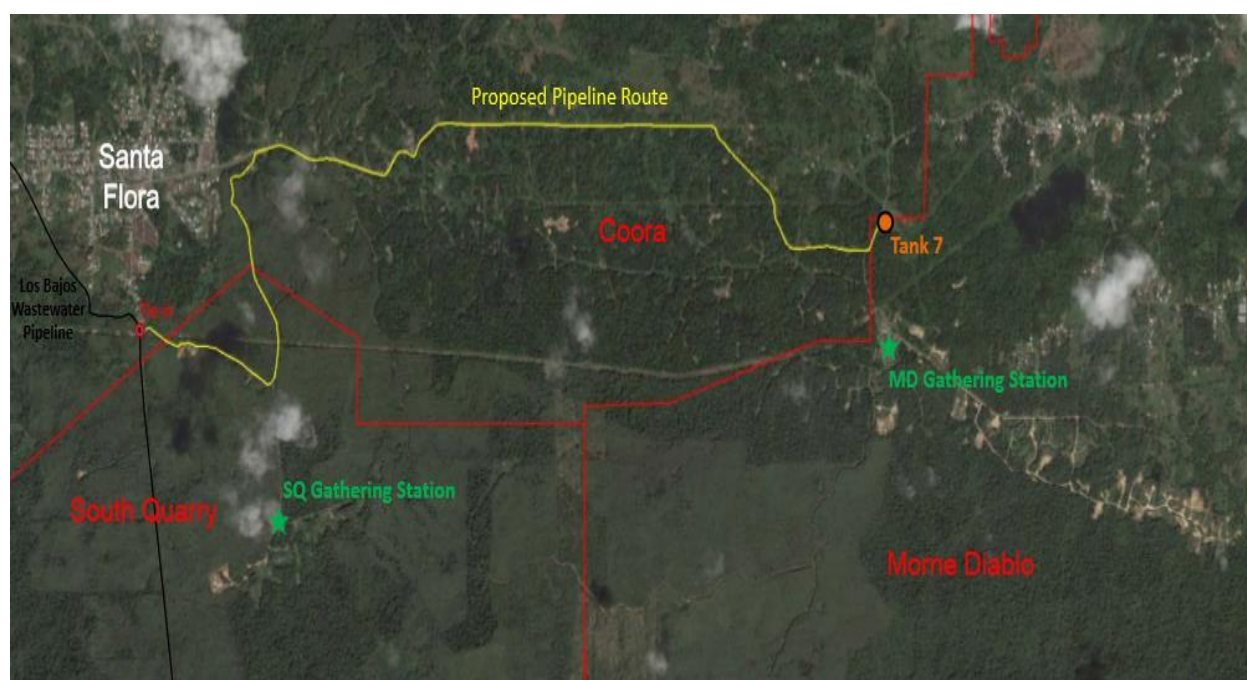 Proposed Pipeline Route
Santa
Flora
Coora
Tank 7
Los Bajos
Wastewater
Pipeline
MD Gathering Station
SQ Gathering Station
South Quarry
Morne Diablo